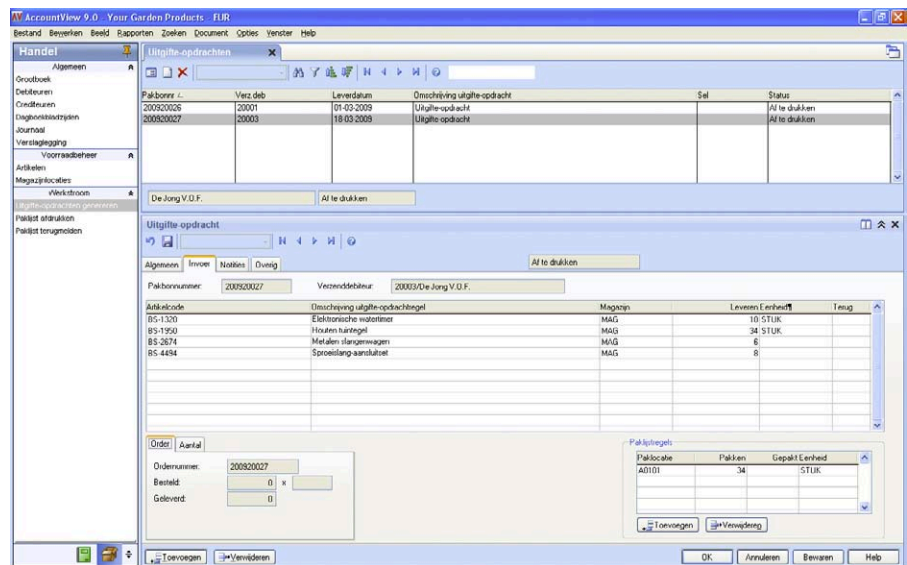 AccountView 9.0 - Your Garden Products - EUR
Bestand Bewerken Beeld Rapporten Zoeken Document Opties Venster Help
Handel
Algemeen
Grootboek
Debiteuren
Crediteuren
Dagboekbladzijden
Journaal
Verslaglegging
Voorraadbeheer
Artikelen
Magazijnlocaties
Werkstroom
Uitgifte-opdrachten genereren
Paklijst afdrukken
Paklijst terugmelden
Uitgifte-opdrachten
Pakbonnr Verz.deb Leverdatum Omschrijving uitgifte-opdracht Sel Status
200920026 20001 01-03-2009 Uitgifte-opdracht Af te drukken
200920027 20003 18-03-2009 Uitgifte-opdracht Af te drukken
De Jong V.O.F. Af te drukken
Uitgifte-opdracht
Algemeen Invoer Notities Overig Af te drukken
Pakbonnummer: 200920027 Verzenddebiteur: 20003/De Jong V.O.F.
Artikelcode Omschrijving uitgifte-opdrachtregel Magazijn Leveren Eenheid¶ Terug
BS-1320 Elektronische watertimer MAG 10 STUK
BS-1950 Houten tuintegel MAG 34 STUK
BS-2674 Metalen slangenwagen MAG 6
BS-4494 Sproeislang-aansluitset MAG 8
Order Aantal
Ordernummer: 200920027
Besteld: 0 x
Geleverd: 0
Paklijstregels
Paklocatie Pakken Gepakt Eenheid
A0101 34 STUK
Toevoegen Verwijderen
Toevoegen Verwijderen OK Annuleren Bewaren Help